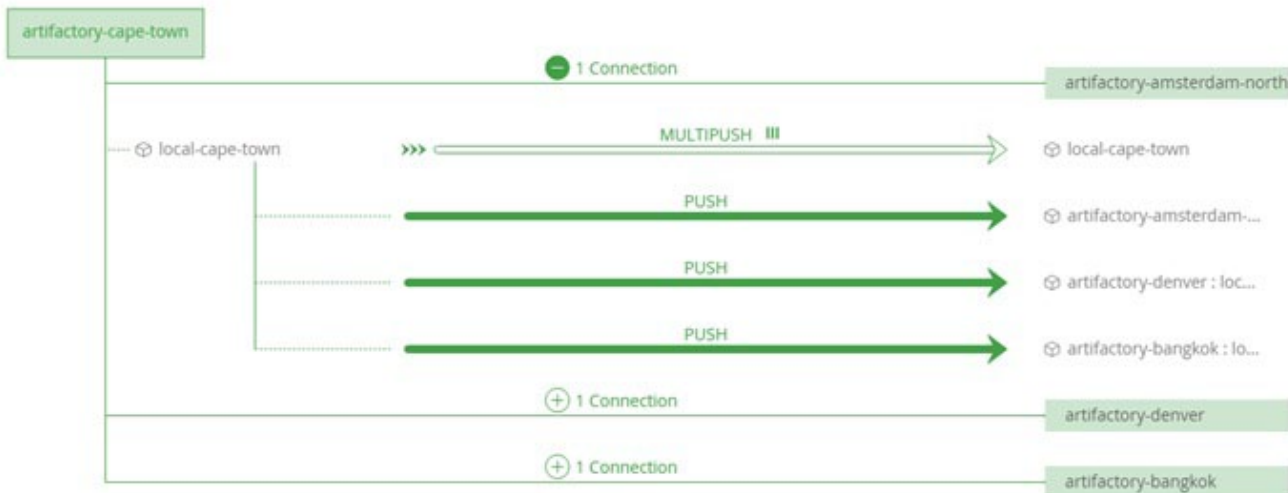 artifactory-cape-town
1 Connection
artifactory-amsterdam-north
local-cape-town
MULTIPUSH
local-cape-town
PUSH
artifactory-amsterdam-...
PUSH
artifactory-denver : loc...
PUSH
artifactory-bangkok : lo...
1 Connection
artifactory-denver
1 Connection
artifactory-bangkok